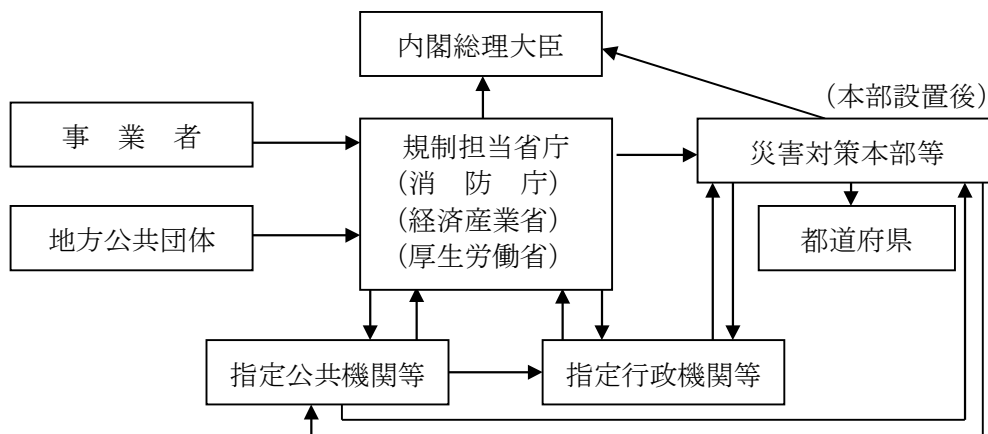 内閣総理大臣
(本部設置後)
事 業 者
規制担当省庁
(消 防 庁)
(経済産業省)
(厚生労働省)
災害対策本部等
地方公共団体
都道府県
指定公共機関等
指定行政機関等